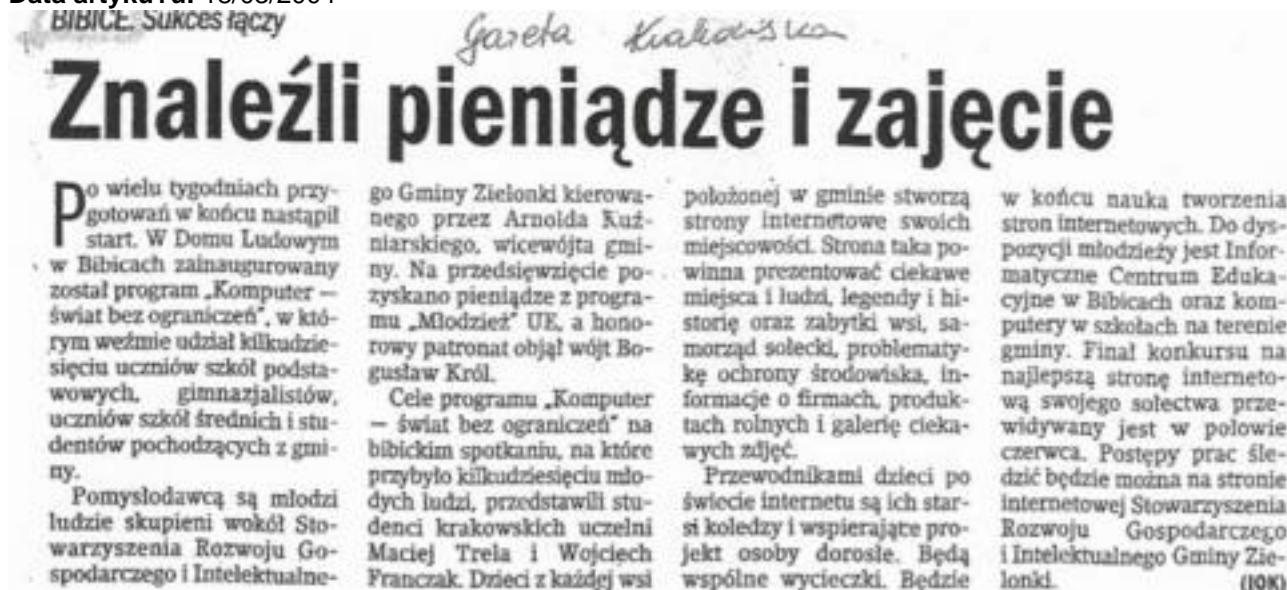 BIBICE. Sukces łączy
Gazeta Krakowska
Znaleźli pieniądze i zajęcie
Po wielu tygodniach przy-
gotowań w końcu nastąpił
start. W Domu Ludowym
w Bibicach zainaugurowany
został program „Komputer —
świat bez ograniczeń", w któ-
rym weźmie udział kilkudzie-
sięciu uczniów szkół podsta-
wowych, gimnazjalistów,
uczniów szkół średnich i stu-
dentów pochodzących z gmi-
ny.
Pomysłodawcą są młodzi
ludzie skupieni wokół Sto-
warzyszenia Rozwoju Go-
spodarczego i Intelektualne-
go Gminy Zielonki kierowa-
nego przez Arnolda Kuź-
niarskiego, wicewójta gmi-
ny. Na przedsięwzięcie po-
zyskano pieniądze z progra-
mu „Młodzież" UE, a hono-
rowy patronat objął wójt Bo-
gusław Król.
Cele programu „Komputer
— świat bez ograniczeń" na
bibickim spotkaniu, na które
przybyło kilkudziesięciu mło-
dych ludzi, przedstawili stu-
denci krakowskich uczelni
Maciej Trela i Wojciech
Franczak. Dzieci z każdej wsi
położonej w gminie stworzą
strony internetowe swoich
miejscowości. Strona taka po-
winna prezentować ciekawe
miejsca i ludzi, legendy i hi-
storię oraz zabytki wsi, sa-
morząd sołecki, problematy-
kę ochrony środowiska, in-
formacje o firmach, produk-
tach rolnych i galerię cieka-
wych zdjęć.
Przewodnikami dzieci po
świecie internetu są ich star-
si koledzy i wspierające pro-
jekt osoby dorosłe. Będą
wspólne wycieczki. Będzie
w końcu nauka tworzenia
stron internetowych. Do dys-
pozycji młodzieży jest Infor-
matyczne Centrum Eduka-
cyjne w Bibicach oraz kom-
putery w szkołach na terenie
gminy. Finał konkursu na
najlepszą stronę interneto-
wą swojego sołectwa prze-
widywany jest w połowie
czerwca. Postępy prac śle-
dzić będzie można na stronie
internetowej Stowarzyszenia
Rozwoju Gospodarczego
i Intelektualnego Gminy Zie-
lonki. (JOK)